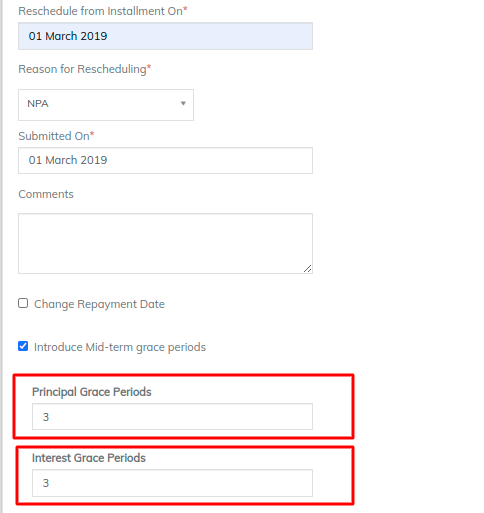 Reschedule from Installment On*
01 March 2019
Reason for Rescheduling*
NPA
Submitted On*
01 March 2019
Comments
Change Repayment Date
Introduce Mid-term grace periods
Principal Grace Periods
3
Interest Grace Periods
3